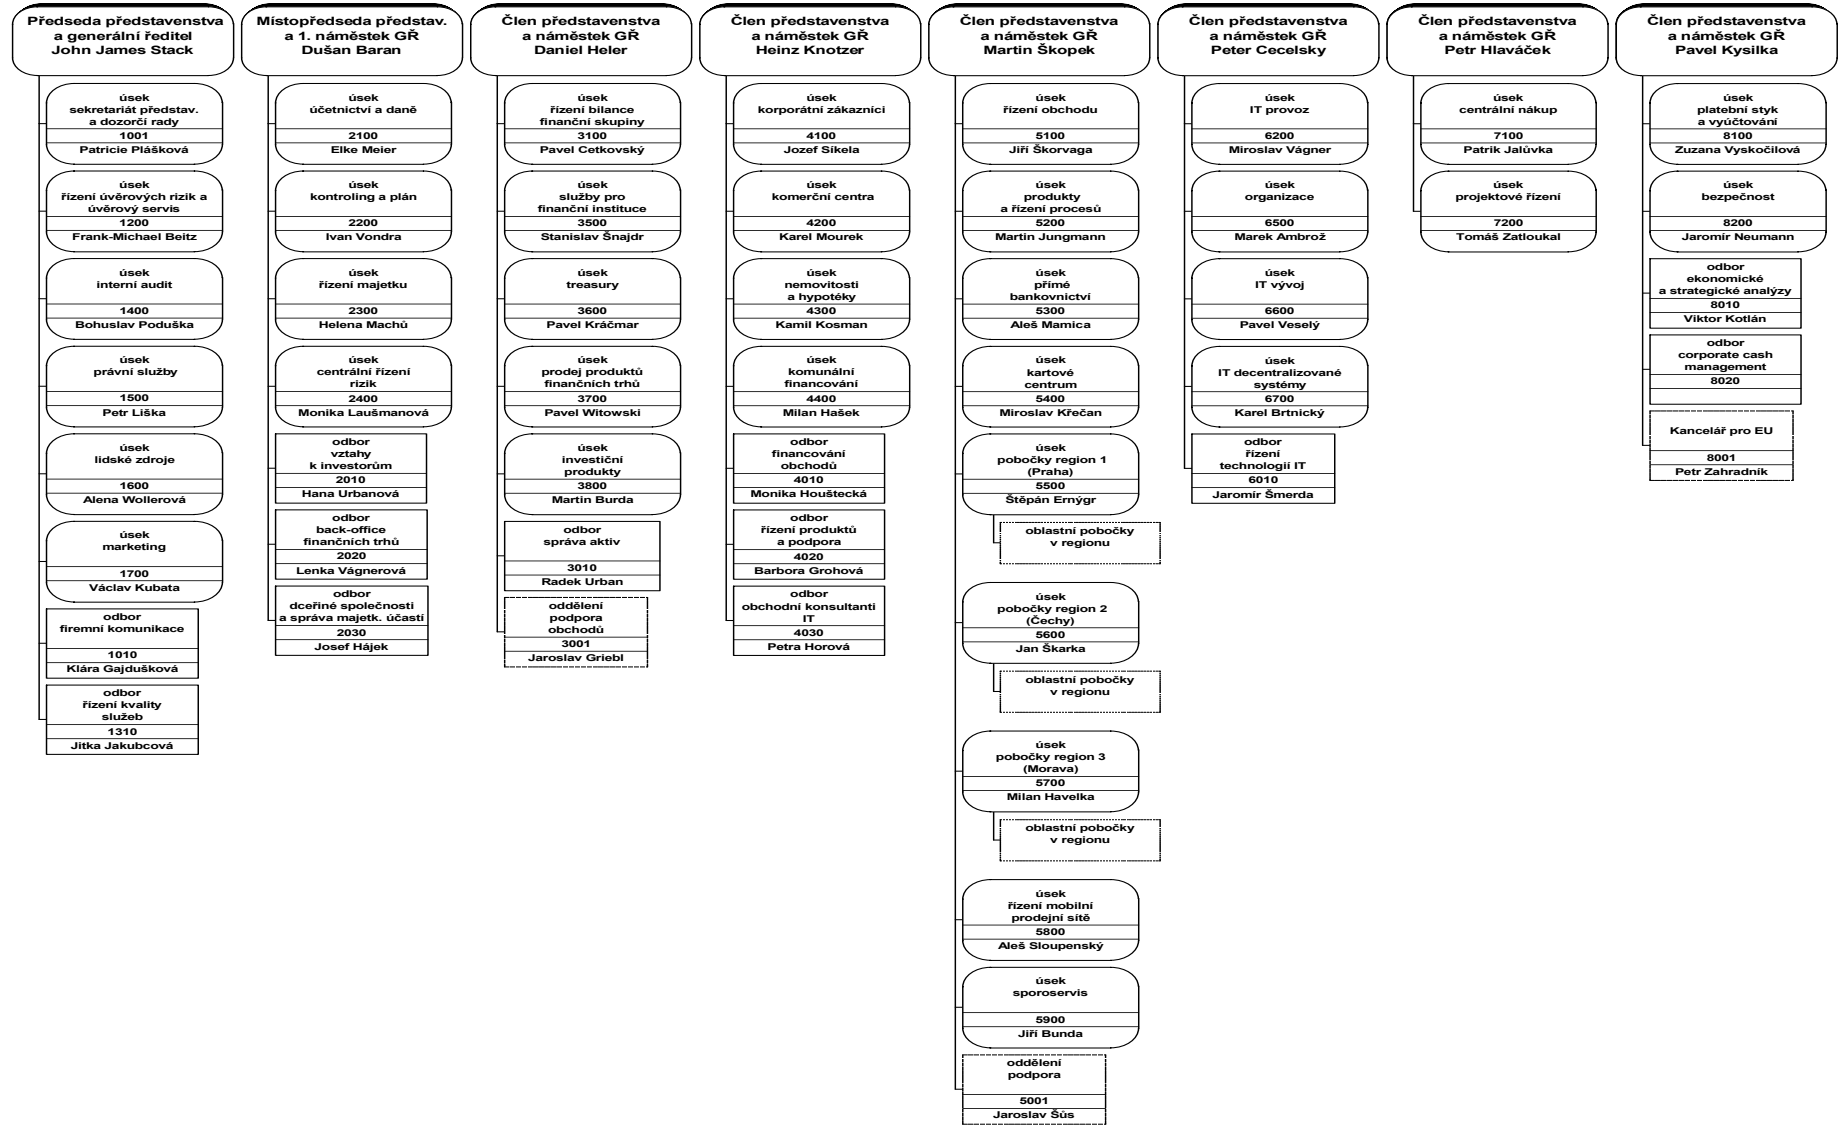 Předseda představenstva
a generální ředitel
John James Stack
úsek
sekretariát představ.
a dozorčí rady
1001
Patricie Plášková
úsek
řízení úvěrových rizik a
úvěrový servis
1200
Frank-Michael Beitz
úsek
interní audit
1400
Bohuslav Poduška
úsek
právní služby
1500
Petr Liška
úsek
lidské zdroje
1600
Alena Wollerová
úsek
marketing
1700
Václav Kubata
odbor
firemní komunikace
1010
Klára Gajdušková
odbor
řízení kvality
služeb
1310
Jitka Jakubcová
Místopředseda představ.
a 1. náměstek GŘ
Dušan Baran
úsek
účetnictví a daně
2100
Elke Meier
úsek
kontroling a plán
2200
Ivan Vondra
úsek
řízení majetku
2300
Helena Machů
úsek
centrální řízení
rizik
2400
Monika Laušmanová
odbor
vztahy
k investorům
2010
Hana Urbanová
odbor
back-office
finančních trhů
2020
Lenka Vágnerová
odbor
dceřiné společnosti
a správa majetk. účastí
2030
Josef Hájek
Člen představenstva
a náměstek GŘ
Daniel Heler
úsek
řízení bilance
finanční skupiny
3100
Pavel Cetkovský
úsek
služby pro
finanční instituce
3500
Stanislav Šnajdr
úsek
treasury
3600
Pavel Kráčmar
úsek
prodej produktů
finančních trhů
3700
Pavel Witowski
úsek
investiční
produkty
3800
Martin Burda
odbor
správa aktiv
3010
Radek Urban
oddělení
podpora
obchodů
3001
Jaroslav Griebl
Člen představenstva
a náměstek GŘ
Heinz Knotzer
úsek
korporátní zákazníci
4100
Jozef Síkela
úsek
komerční centra
4200
Karel Mourek
úsek
nemovitosti
a hypotéky
4300
Kamil Kosman
úsek
komunální
financování
4400
Milan Hašek
odbor
financování
obchodů
4010
Monika Houštecká
odbor
řízení produktů
a podpora
4020
Barbora Grohová
odbor
obchodní konsultanti
IT
4030
Petra Horová
Člen představenstva
a náměstek GŘ
Martin Škopek
úsek
řízení obchodu
5100
Jiří Škorvaga
úsek
produkty
a řízení procesů
5200
Martin Jungmann
úsek
přímé
bankovnictví
5300
Aleš Mamica
úsek
kartové
centrum
5400
Miroslav Křečan
úsek
pobočky region 1
(Praha)
5500
Štěpán Ernýgr
oblastní pobočky
v regionu
úsek
pobočky region 2
(Čechy)
5600
Jan Škarka
oblastní pobočky
v regionu
úsek
pobočky region 3
(Morava)
5700
Milan Havelka
oblastní pobočky
v regionu
úsek
řízení mobilní
prodejní sítě
5800
Aleš Sloupenský
úsek
sporoservis
5900
Jiří Bunda
oddělení
podpora
5001
Jaroslav Šůs
Člen představenstva
a náměstek GŘ
Peter Cecelsky
úsek
IT provoz
6200
Miroslav Vágner
úsek
organizace
6500
Marek Ambrož
úsek
IT vývoj
6600
Pavel Veselý
úsek
IT decentralizované
systémy
6700
Karel Brtnický
odbor
řízení
technologií IT
6010
Jaromír Šmerda
Člen představenstva
a náměstek GŘ
Petr Hlaváček
úsek
centrální nákup
7100
Patrik Jalůvka
úsek
projektové řízení
7200
Tomáš Zatloukal
Člen představenstva
a náměstek GŘ
Pavel Kysilka
úsek
platební styk
a vyúčtování
8100
Zuzana Vyskočilová
úsek
bezpečnost
8200
Jaromír Neumann
odbor
ekonomické
a strategické analýzy
8010
Viktor Kotlán
odbor
corporate cash
management
8020
Kancelář pro EU
8001
Petr Zahradník